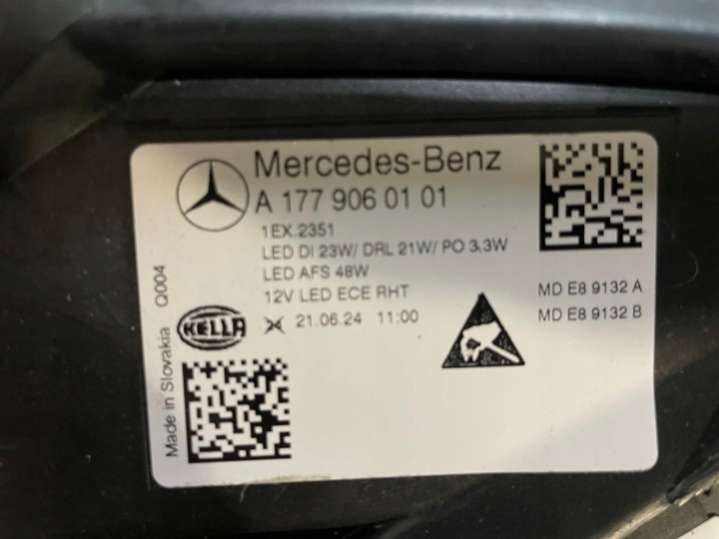 Mercedes-Benz
A 177 906 01 01
1EX 2351
LED DI 23W/ DRL 21W/ PO 3,3W
LED AFS 48W
12V LED ECE RHT
MD E8 9132 A
MD E8 9132 B
HELLA
21.06.24 11:00
Made in Slovakia Q004